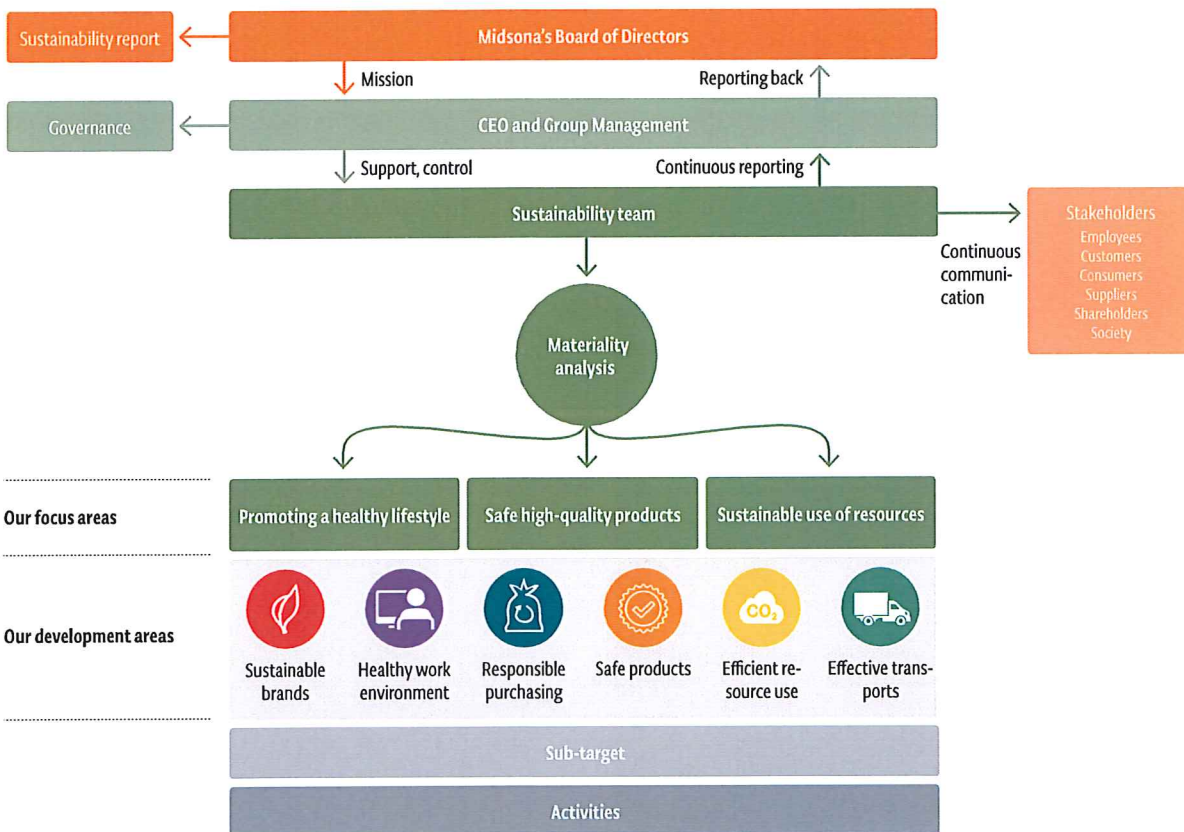 Sustainability report
Midsona's Board of Directors
Mission
Reporting back
Governance
CEO and Group Management
Support, control
Continuous reporting
Sustainability team
Continuous
communi-
cation
Stakeholders
Employees
Customers
Consumers
Suppliers
Shareholders
Society
Materiality
analysis
Our focus areas
Promoting a healthy lifestyle
Safe high-quality products
Sustainable use of resources
Our development areas
CO₂
Sustainable
brands
Healthy work
environment
Responsible
purchasing
Safe products
Efficient re-
source use
Effective trans-
ports
Sub-target
Activities